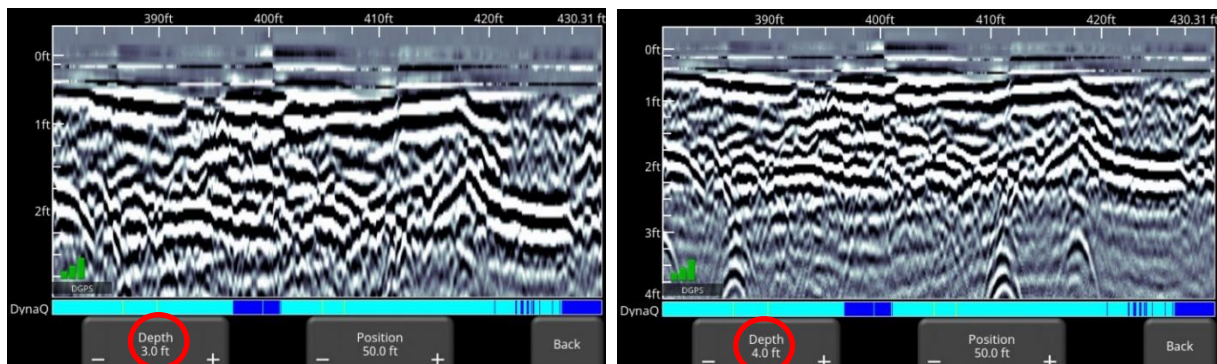 390ft 400ft 410ft 420ft 430.31 ft
0ft
1ft
2ft
DGPS
DynaQ
Depth
3.0 ft
Position
50.0 ft
Back
− +
− +
390ft 400ft 410ft 420ft 430.31 ft
0ft
1ft
2ft
3ft
4ft
DGPS
DynaQ
Depth
4.0 ft
Position
50.0 ft
Back
− +
− +